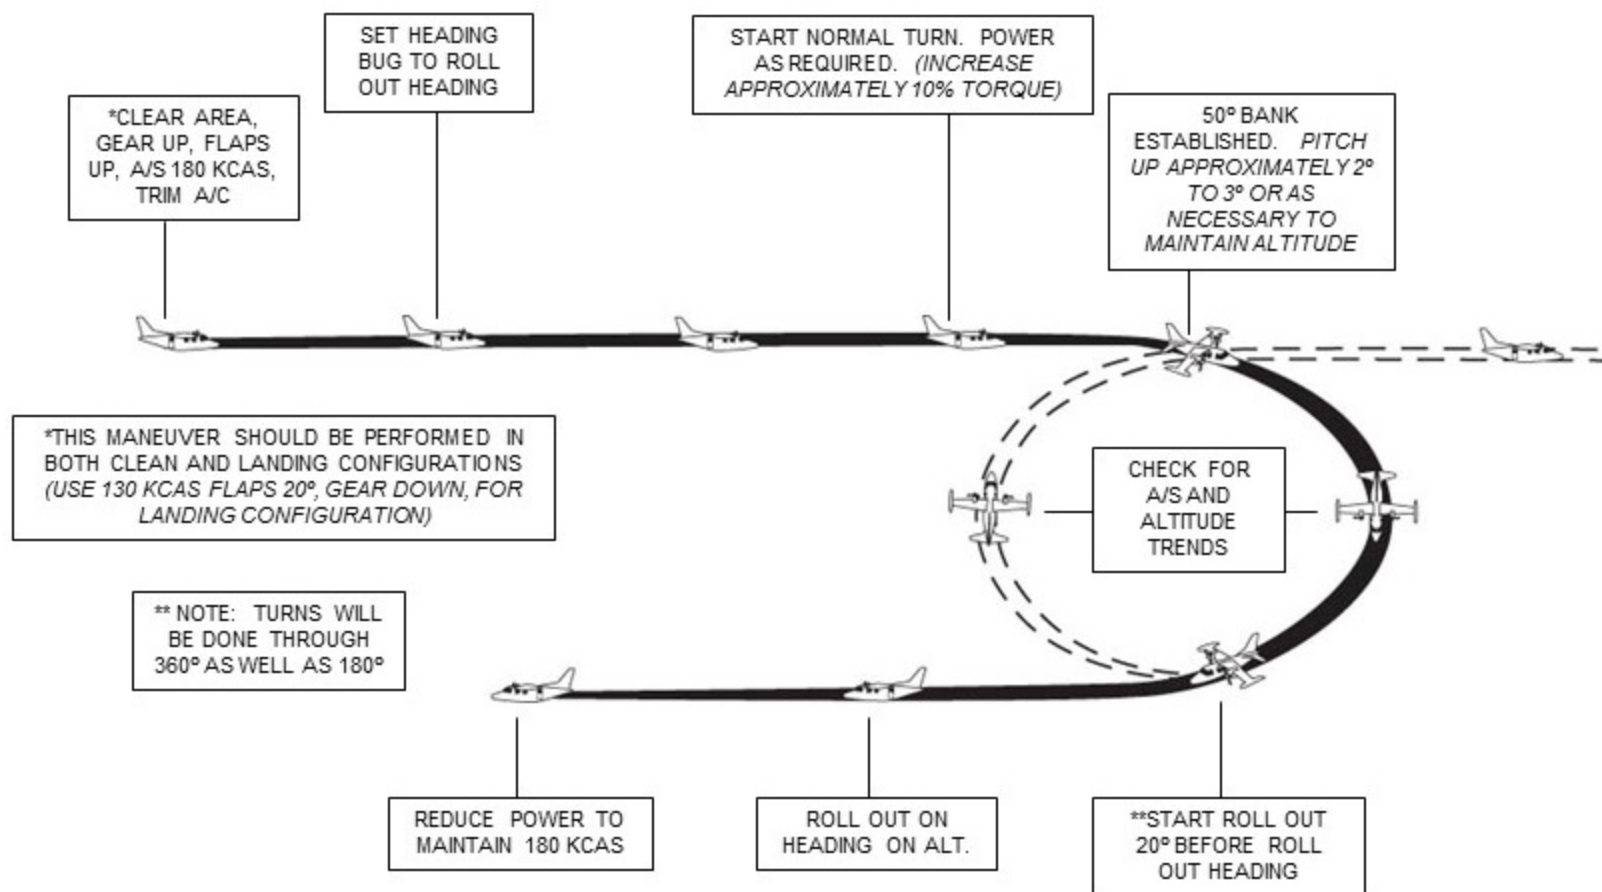 *CLEAR AREA,
GEAR UP, FLAPS
UP, A/S 180 KCAS,
TRIM A/C
SET HEADING
BUG TO ROLL
OUT HEADING
START NORMAL TURN. POWER
AS REQUIRED. (INCREASE
APPROXIMATELY 10% TORQUE)
50º BANK
ESTABLISHED. PITCH
UP APPROXIMATELY 2º
TO 3º OR AS
NECESSARY TO
MAINTAIN ALTITUDE
*THIS MANEUVER SHOULD BE PERFORMED IN
BOTH CLEAN AND LANDING CONFIGURATIONS
(USE 130 KCAS FLAPS 20º, GEAR DOWN, FOR
LANDING CONFIGURATION)
CHECK FOR
A/S AND
ALTITUDE
TRENDS
** NOTE: TURNS WILL
BE DONE THROUGH
360º AS WELL AS 180º
REDUCE POWER TO
MAINTAIN 180 KCAS
ROLL OUT ON
HEADING ON ALT.
**START ROLL OUT
20º BEFORE ROLL
OUT HEADING